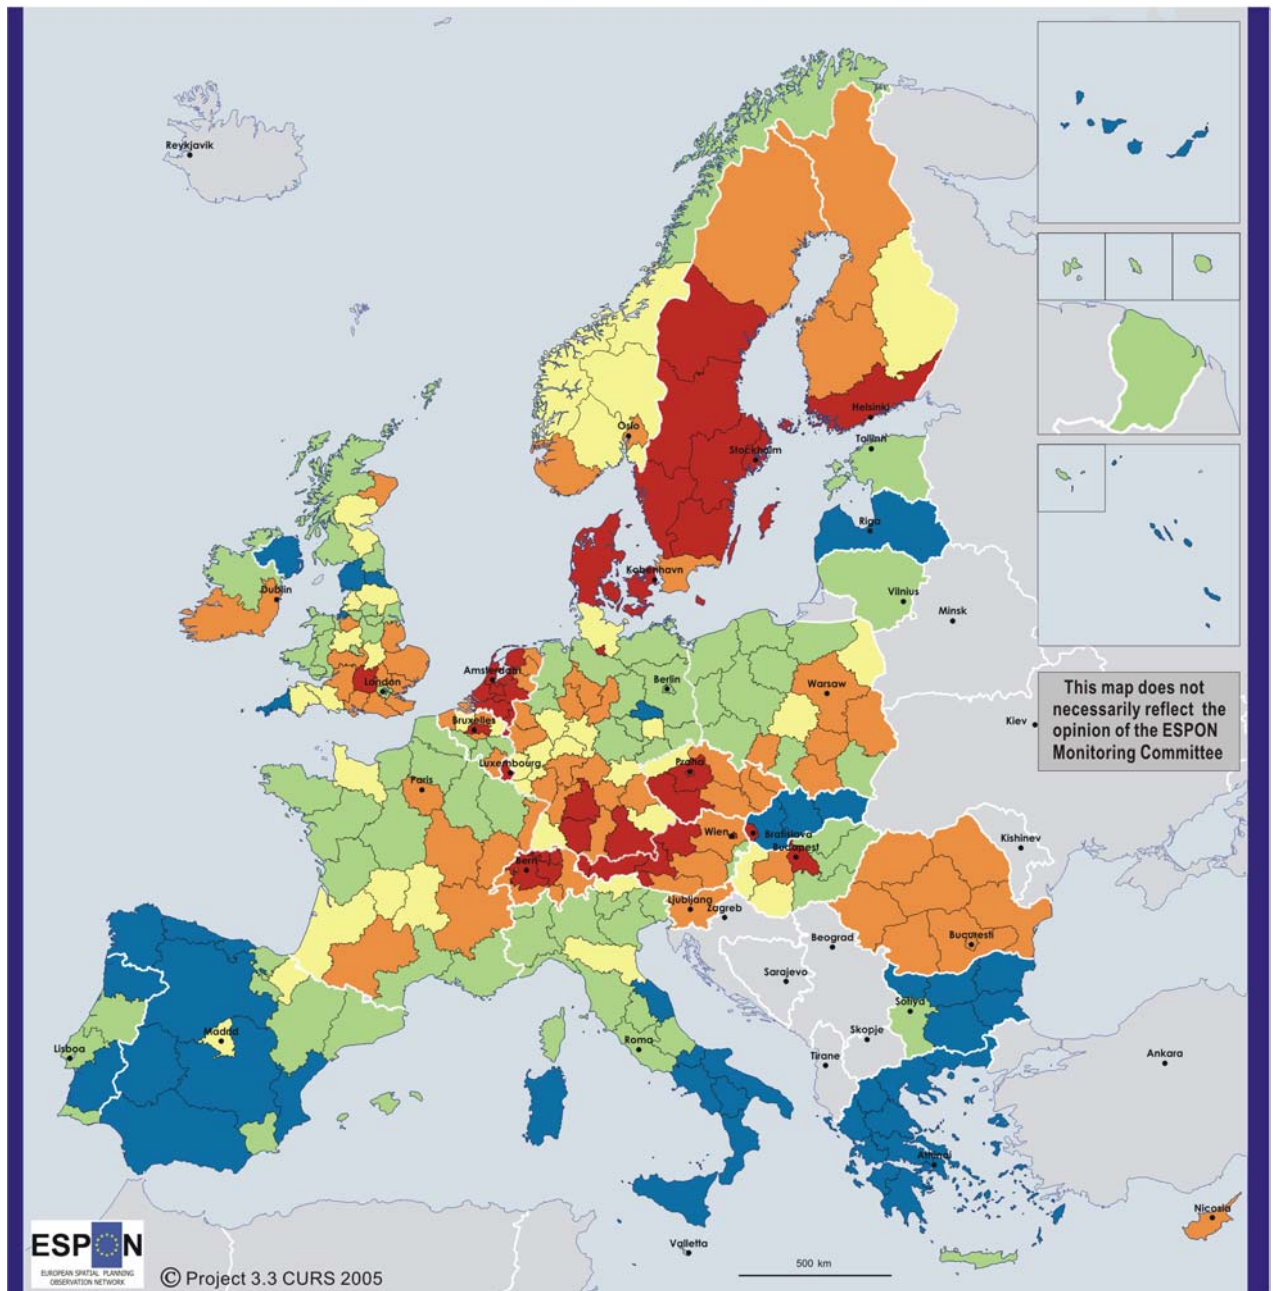 Reykjavik
Oslo
Helsinki
Tallinn
Stockholm
Riga
København
Vilnius
Dublin
Minsk
Amsterdam
London
Berlin
Warsaw
This map does not
necessarily reflect the
opinion of the ESPON
Monitoring Committee
Bruxelles
Kiev
Luxembourg
Praha
Paris
Wien
Bratislava
Kishinev
Budapest
Bern
Ljubljana
Zagreb
Beograd
Bucuresti
Sarajevo
Sofiya
Madrid
Skopje
Roma
Lisboa
Tirane
Ankara
Athinai
Nicosia
Valletta
ESPON
EUROPEAN SPATIAL PLANNING
OBSERVATION NETWORK
© Project 3.3 CURS 2005
500 km